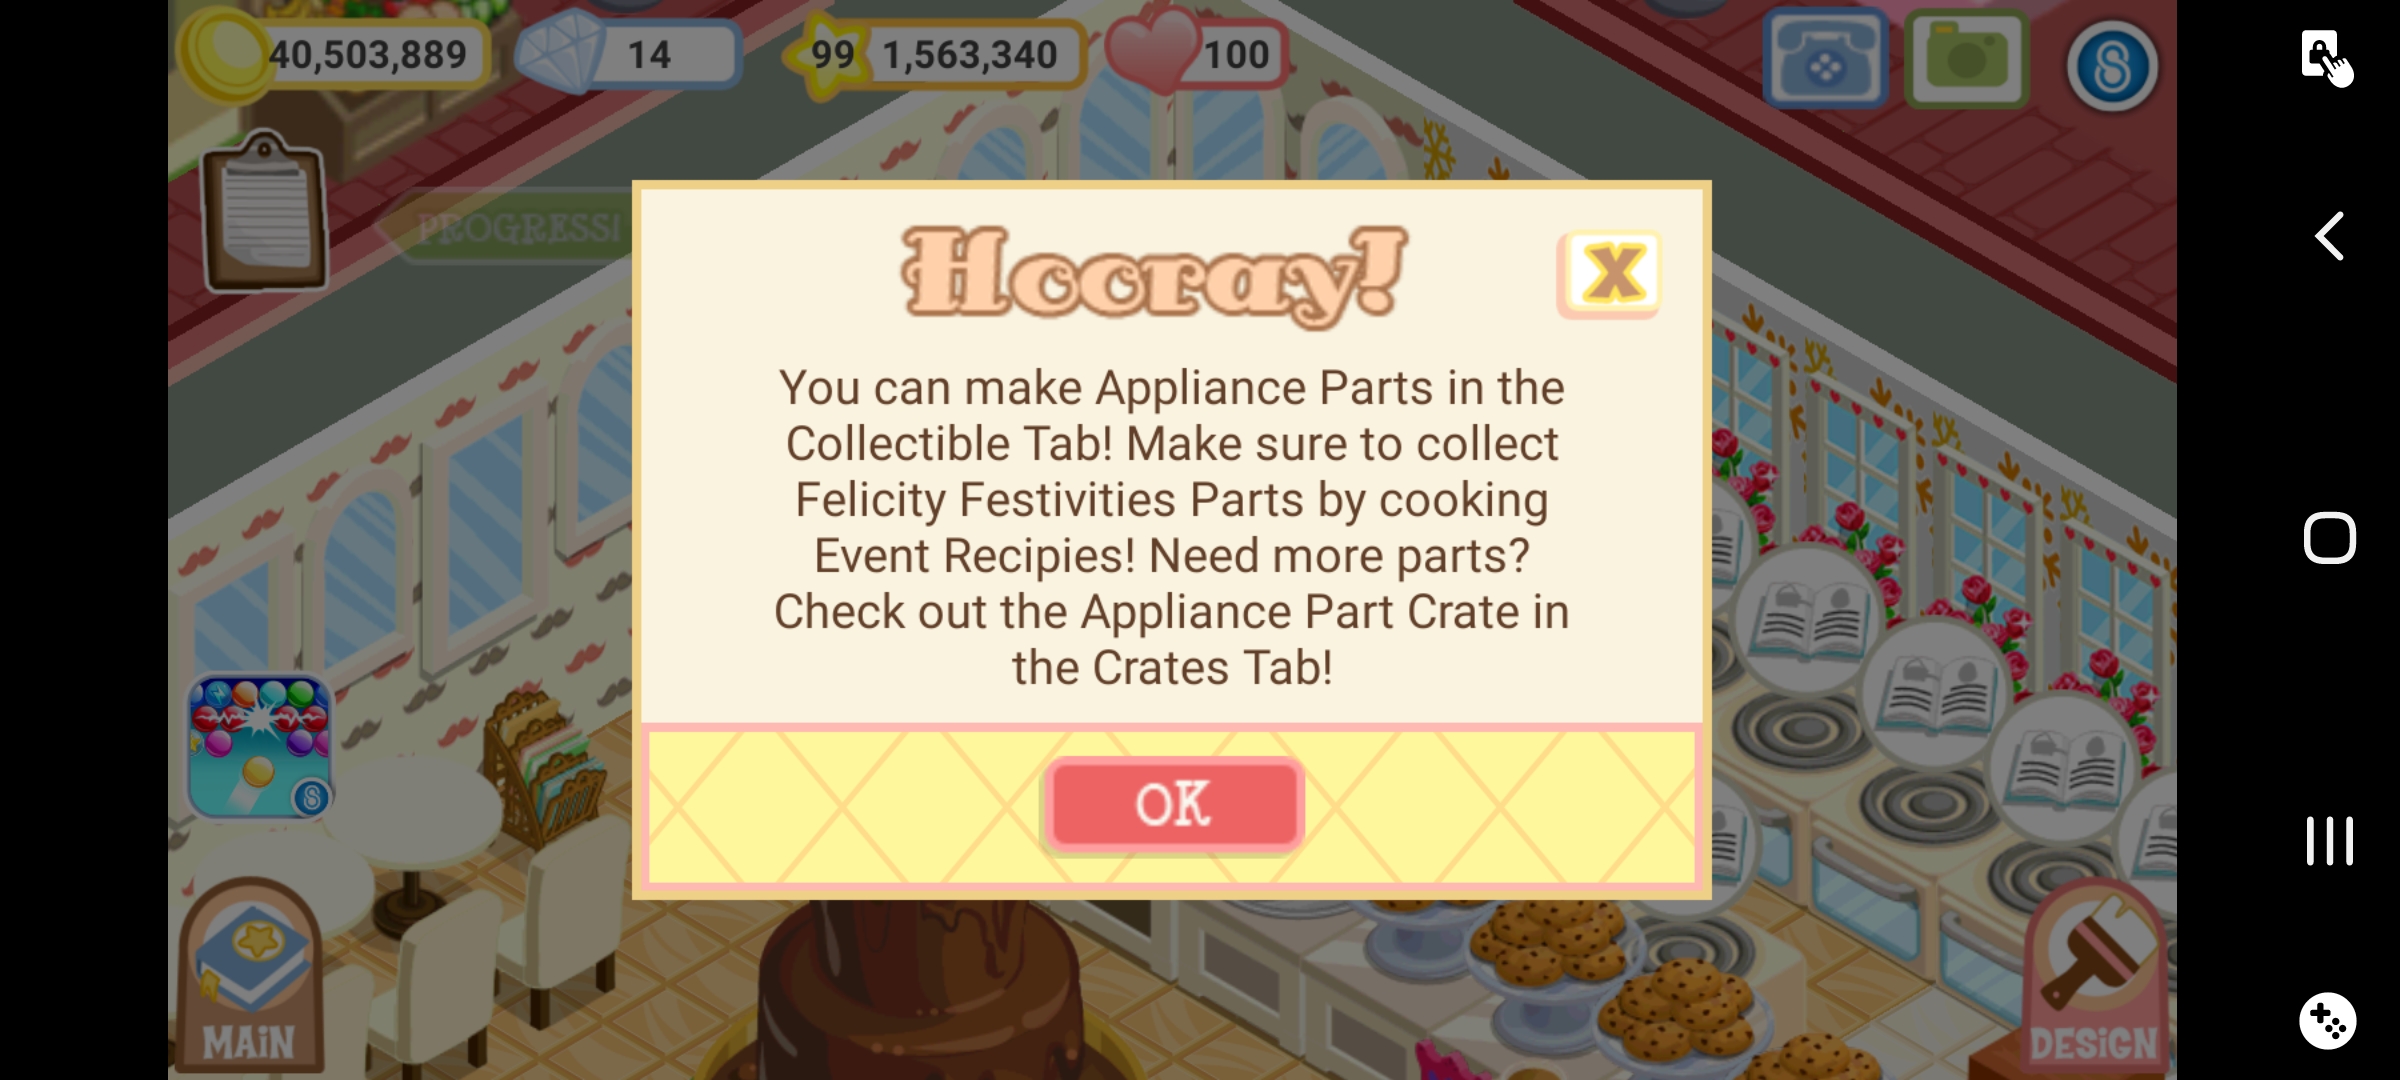 40,503,889
14
99
1,563,340
100
PROGRESS!
Hooray!
X
You can make Appliance Parts in the
Collectible Tab! Make sure to collect
Felicity Festivities Parts by cooking
Event Recipies! Need more parts?
Check out the Appliance Part Crate in
the Crates Tab!
OK
MAiN
DESiGN